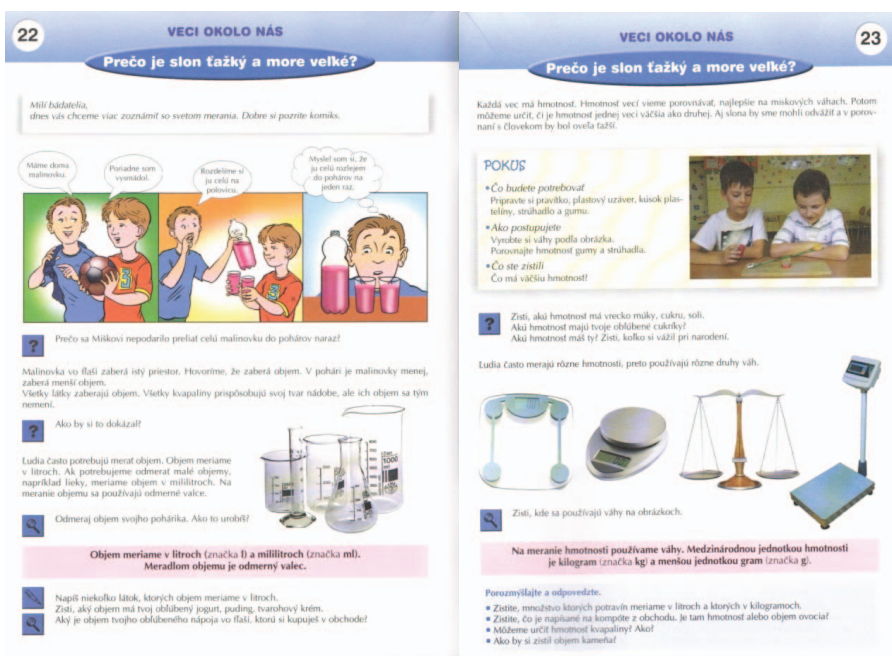 22
VECI OKOLO NÁS
Prečo je slon ťažký a more veľké?
Milí bádatelia,
dnes vás chceme viac zoznámiť so svetom merania. Dobre si pozrite komiks.
Máme doma
malinovku.
Poriadne som
vysmädol.
Rozdelíme si
ju celú na
polovicu.
Myslel som si, že
ju celú rozlejem
do pohárov na
jeden raz.
? Prečo sa Miškovi nepodarilo preliať celú malinovku do pohárov naraz?
Malinovka vo fľaši zaberá istý priestor. Hovoríme, že zaberá objem. V pohári je malinovky menej,
zaberá menší objem.
Všetky látky zaberajú objem. Všetky kvapaliny prispôsobujú svoj tvar nádobe, ale ich objem sa tým
nemení.
? Ako by si to dokázal?
Ľudia často potrebujú merať objem. Objem meriame
v litroch. Ak potrebujeme odmerať malé objemy,
napríklad lieky, meriame objem v mililitroch. Na
meranie objemu sa používajú odmerné valce.
1000
Odmeraj objem svojho pohárika. Ako to urobíš?
Objem meriame v litroch (značka l) a mililitroch (značka ml).
Meradlom objemu je odmerný valec.
Napíš niekoľko látok, ktorých objem meriame v litroch.
Zisti, aký objem má tvoj obľúbený jogurt, puding, tvarohový krém.
Aký je objem tvojho obľúbeného nápoja vo fľaši, ktorú si kupuješ v obchode?
VECI OKOLO NÁS
23
Prečo je slon ťažký a more veľké?
Každá vec má hmotnosť. Hmotnosť vecí vieme porovnávať, najlepšie na miskových váhach. Potom
môžeme určiť, či je hmotnosť jednej veci väčšia ako druhej. Aj slona by sme mohli odvážiť a v porov-
naní s človekom by bol oveľa ťažší.
POKUS
• Čo budete potrebovať
Pripravte si pravítko, plastový uzáver, kúsok plas-
telíny, strúhadlo a gumu.
• Ako postupujete
Vyrobte si váhy podľa obrázka.
Porovnajte hmotnosť gumy a strúhadla.
• Čo ste zistili
Čo má väčšiu hmotnosť?
? Zisti, akú hmotnosť má vrecko múky, cukru, soli.
Akú hmotnosť majú tvoje obľúbené cukríky?
Akú hmotnosť máš ty? Zisti, koľko si vážil pri narodení.
Ľudia často merajú rôzne hmotnosti, preto používajú rôzne druhy váh.
Zisti, kde sa používajú váhy na obrázkoch.
Na meranie hmotnosti používame váhy. Medzinárodnou jednotkou hmotnosti
je kilogram (značka kg) a menšou jednotkou gram (značka g).
Porozmýšľajte a odpovedzte.
Zistite, množstvo ktorých potravín meriame v litroch a ktorých v kilogramoch.
Zistite, čo je napísané na kompóte z obchodu. Je tam hmotnosť alebo objem ovocia?
Môžeme určiť hmotnosť kvapaliny? Ako?
Ako by si zistil objem kameňa?